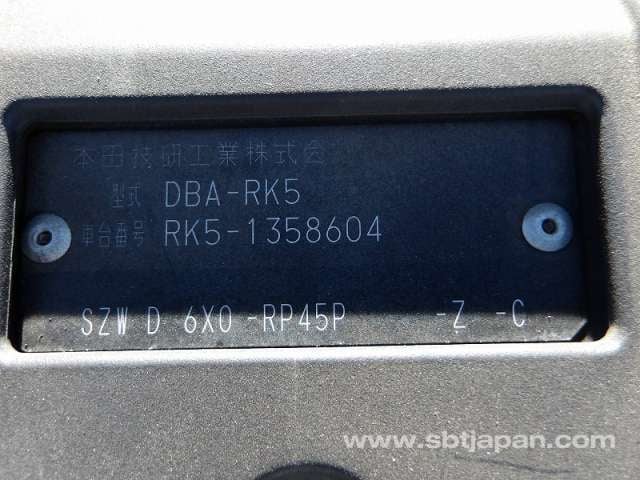 本田技研工業株式会社
型式 DBA-RK5
車台番号 RK5-1358604
SZW D 6X0 -RP45P -Z -C
www.sbtjapan.com